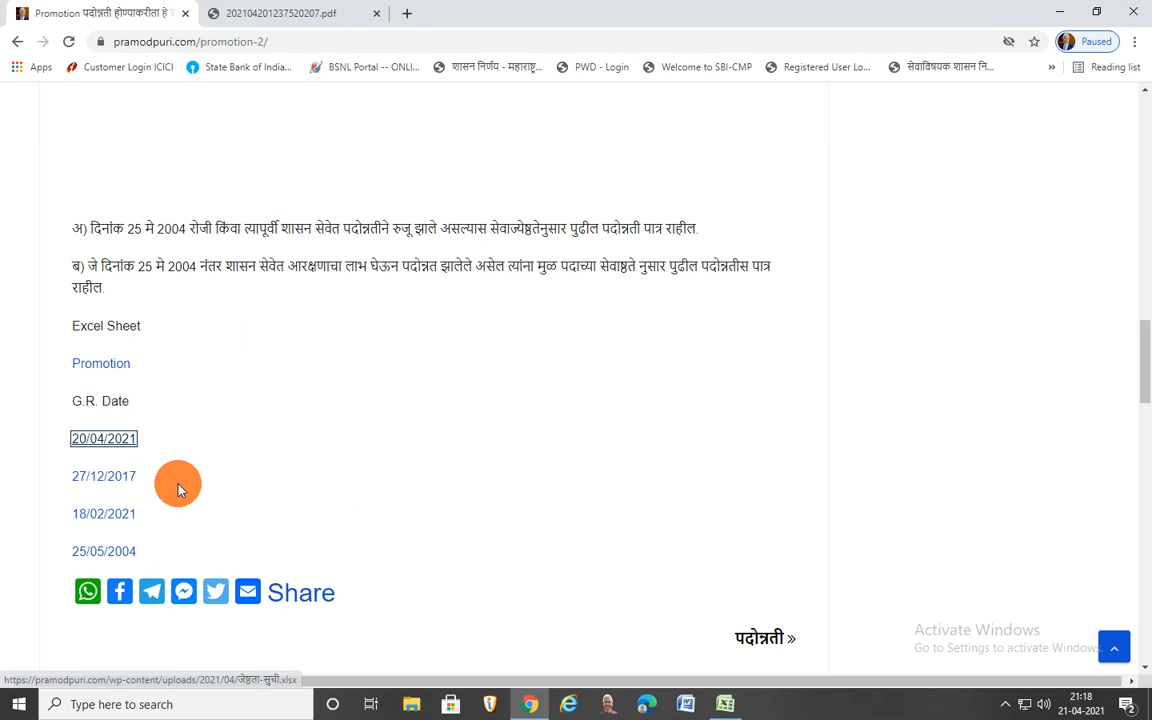 Promotion पदोन्नती होण्याकरीता हे
202104201237520207.pdf
pramodpuri.com/promotion-2/
Paused
Apps
Customer Login ICICI
State Bank of India...
BSNL Portal -- ONLI...
शासन निर्णय - महाराष्ट्र...
PWD - Login
Welcome to SBI-CMP
Registered User Lo...
सेवाविषयक शासन नि...
»
Reading list
अ) दिनांक 25 मे 2004 रोजी किंवा त्यापूर्वी शासन सेवेत पदोन्नतीने रुजू झाले असल्यास सेवाज्येष्ठतेनुसार पुढील पदोन्नती पात्र राहील.
ब) जे दिनांक 25 मे 2004 नंतर शासन सेवेत आरक्षणाचा लाभ घेऊन पदोन्नत झालेले असेल त्यांना मुळ पदाच्या सेवाष्ठते नुसार पुढील पदोन्नतीस पात्र
राहील.
Excel Sheet
Promotion
G.R. Date
20/04/2021
27/12/2017
18/02/2021
25/05/2004
Share
पदोन्नती »
Activate Windows
Go to Settings to activate Windows.
https://pramodpuri.com/wp-content/uploads/2021/04/जेष्ठता-सुची.xlsx
Type here to search
21:18
21-04-2021
2